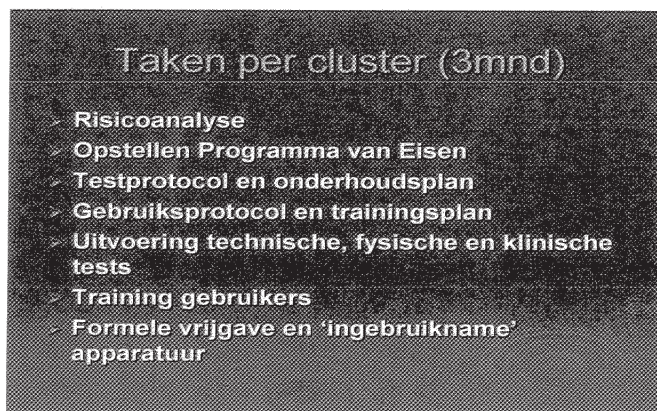 Taken per cluster (3mnd)
Risicoanalyse
Opstellen Programma van Eisen
Testprotocol en onderhoudsplan
Gebruiksprotocol en trainingsplan
Uitvoering technische, fysische en klinische
tests
Training gebruikers
Formele vrijgave en ‘ingebruikname’
apparatuur